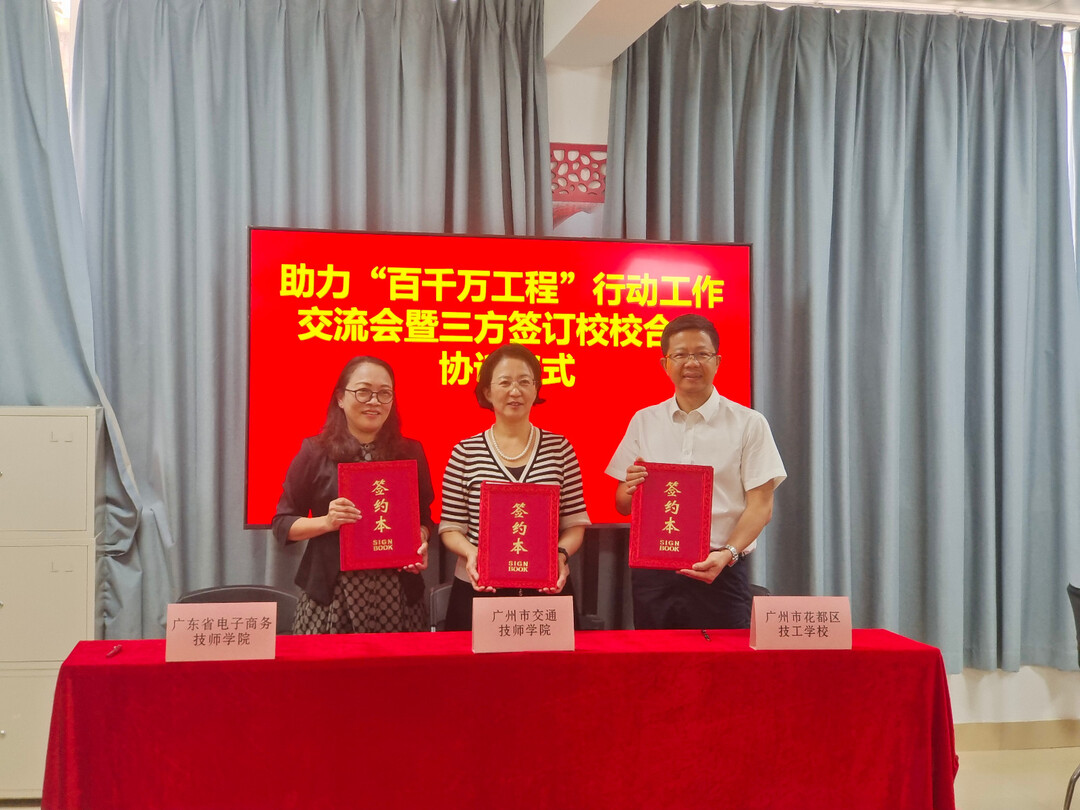 助力“百千万工程”行动工作
交流会暨三方签订校校合
协 式
签约本
SIGN
BOOK
签约本
SIGN
BOOK
签约本
SIGN
BOOK
广东省电子商务
技师学院
广州市交通
技师学院
广州市花都区
技工学校